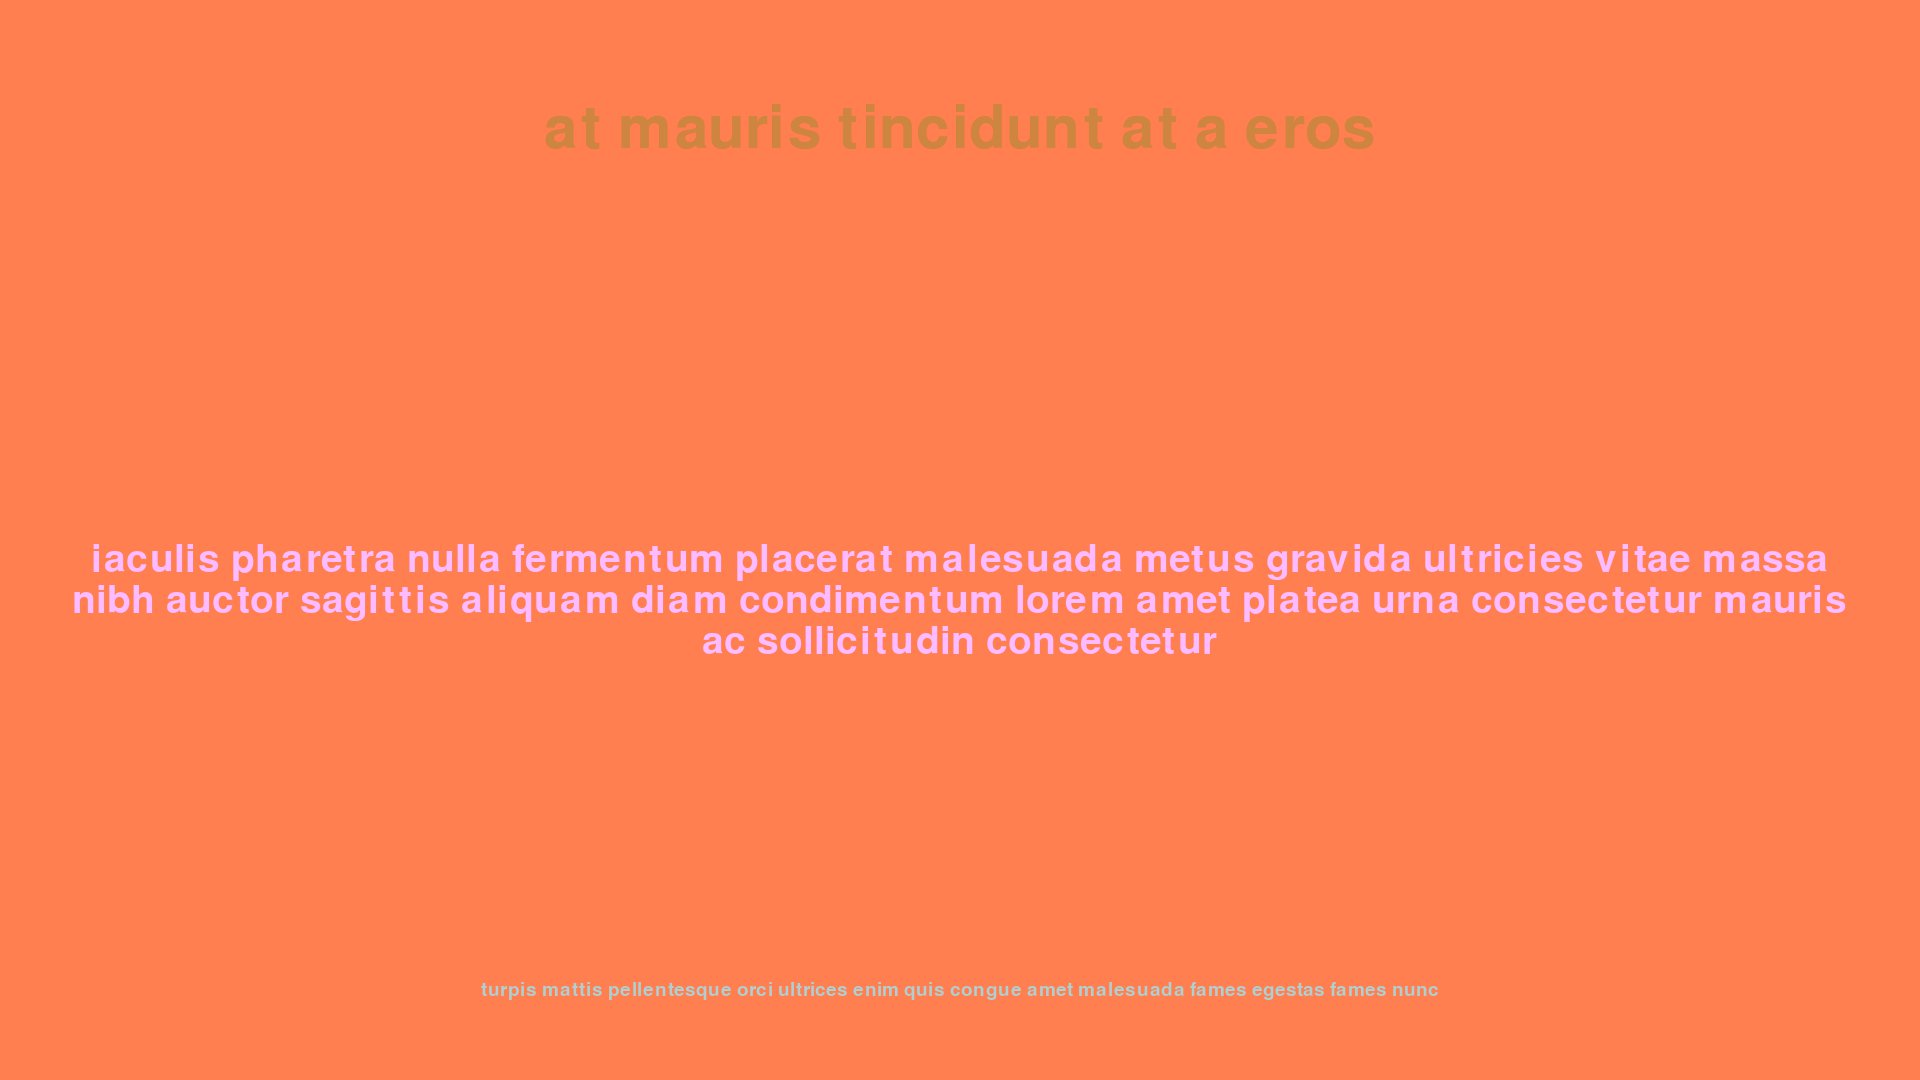 at mauris tincidunt at a eros
iaculis pharetra nulla fermentum placerat malesuada metus gravida ultricies vitae massa
nibh auctor sagittis aliquam diam condimentum lorem amet platea urna consectetur mauris
ac sollicitudin consectetur
turpis mattis pellentesque orci ultrices enim quis congue amet malesuada fames egestas fames nunc